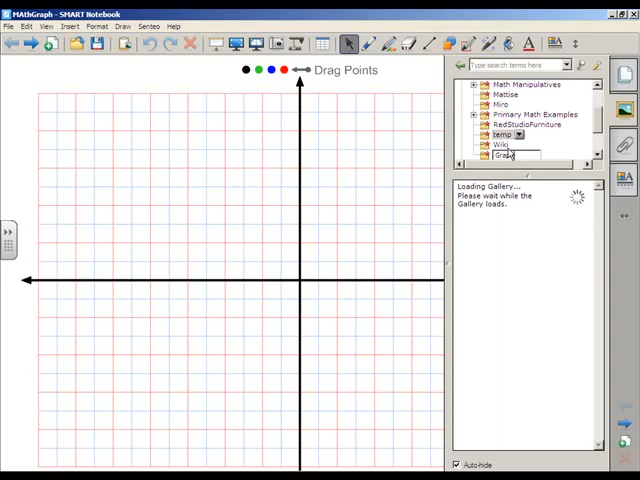 MAthGraph - SMART Notebook
File Edit View Insert Format Draw Senteo Help
Drag Points
Type search terms here
Math Manipulatives
Mattise
Miro
Primary Math Examples
RedStudioFurniture
temp
Wiki
Loading Gallery...
Please wait while the
Gallery loads.
Auto-hide